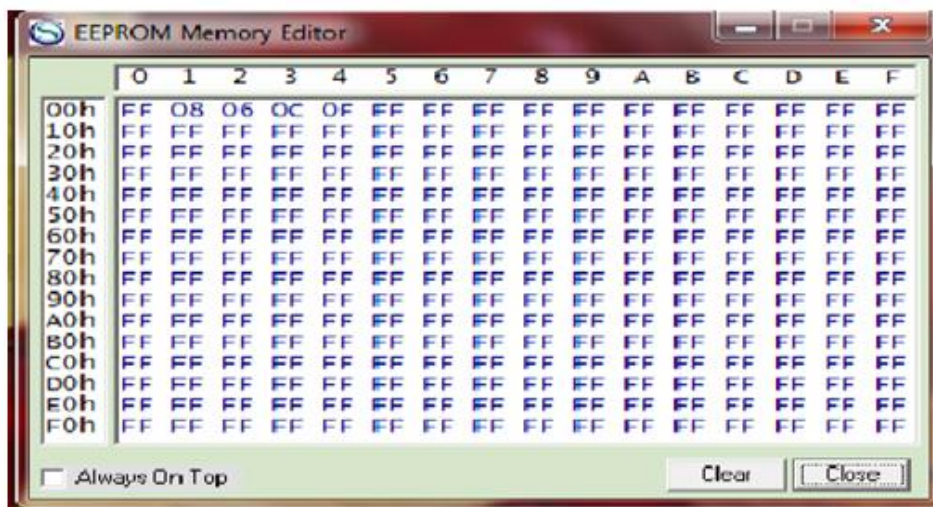 EEPROM Memory Editor
0 1 2 3 4 5 6 7 8 9 A B C D E F
00h FF 08 06 0C 0F FF FF FF FF FF FF FF FF FF FF FF
10h FF FF FF FF FF FF FF FF FF FF FF FF FF FF FF FF
20h FF FF FF FF FF FF FF FF FF FF FF FF FF FF FF FF
30h FF FF FF FF FF FF FF FF FF FF FF FF FF FF FF FF
40h FF FF FF FF FF FF FF FF FF FF FF FF FF FF FF FF
50h FF FF FF FF FF FF FF FF FF FF FF FF FF FF FF FF
60h FF FF FF FF FF FF FF FF FF FF FF FF FF FF FF FF
70h FF FF FF FF FF FF FF FF FF FF FF FF FF FF FF FF
80h FF FF FF FF FF FF FF FF FF FF FF FF FF FF FF FF
90h FF FF FF FF FF FF FF FF FF FF FF FF FF FF FF FF
A0h FF FF FF FF FF FF FF FF FF FF FF FF FF FF FF FF
B0h FF FF FF FF FF FF FF FF FF FF FF FF FF FF FF FF
C0h FF FF FF FF FF FF FF FF FF FF FF FF FF FF FF FF
D0h FF FF FF FF FF FF FF FF FF FF FF FF FF FF FF FF
E0h FF FF FF FF FF FF FF FF FF FF FF FF FF FF FF FF
F0h FF FF FF FF FF FF FF FF FF FF FF FF FF FF FF FF
Always On Top Clear Close